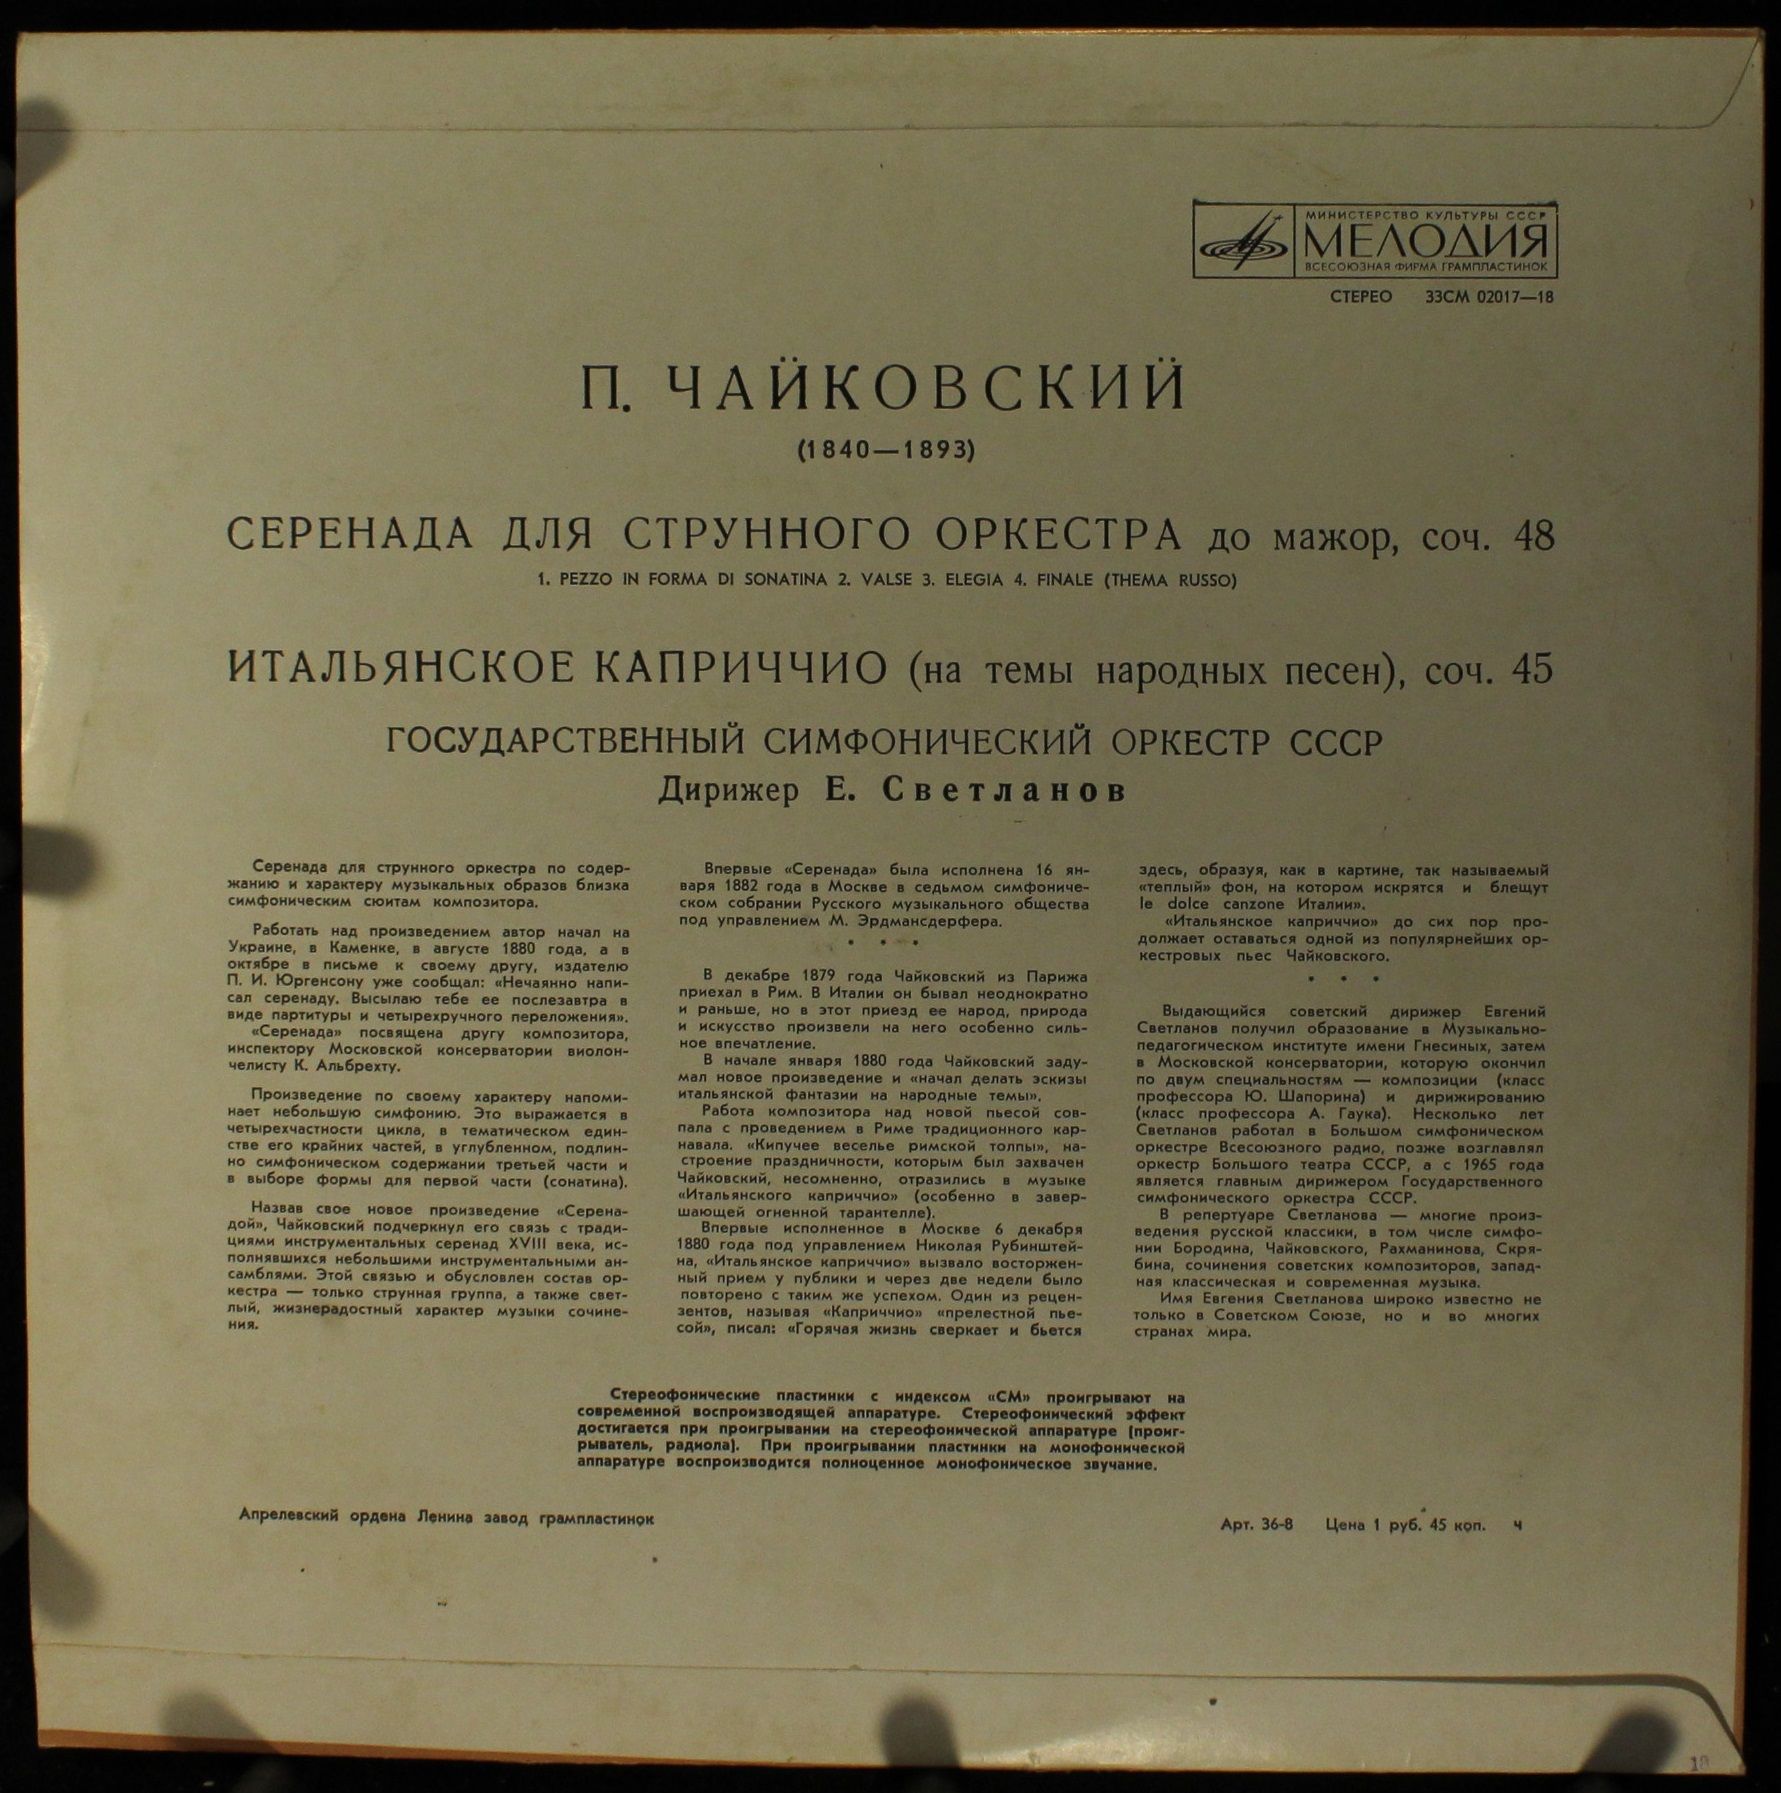 МИНИСТЕРСТВО КУЛЬТУРЫ СССР
МЕЛОДИЯ
ВСЕСОЮЗНАЯ ФИРМА ГРАМПЛАСТИНОК
СТЕРЕО 33СМ 02017—18
П. ЧАЙКОВСКИЙ
(1840—1893)
СЕРЕНАДА ДЛЯ СТРУННОГО ОРКЕСТРА до мажор, соч. 48
1. PEZZO IN FORMA DI SONATINA 2. VALSE 3. ELEGIA 4. FINALE (THEMA RUSSO)
ИТАЛЬЯНСКОЕ КАПРИЧЧИО (на темы народных песен), соч. 45
ГОСУДАРСТВЕННЫЙ СИМФОНИЧЕСКИЙ ОРКЕСТР СССР
Дирижер Е. Светланов
Серенада для струнного оркестра по содер-
жанию и характеру музыкальных образов близка
симфоническим сюитам композитора.
Работать над произведением автор начал на
Украине, в Каменке, в августе 1880 года, а в
октябре в письме к своему другу, издателю
П. И. Юргенсону уже сообщал: «Нечаянно напи-
сал серенаду. Высылаю тебе ее послезавтра в
виде партитуры и четырехручного переложения».
«Серенада» посвящена другу композитора,
инспектору Московской консерватории виолон-
челисту К. Альбрехту.
Произведение по своему характеру напоми-
нает небольшую симфонию. Это выражается в
четырехчастности цикла, в тематическом един-
стве его крайних частей, в углубленном, подлин-
но симфоническом содержании третьей части и
в выборе формы для первой части (сонатина).
Назвав свое новое произведение «Серена-
дой», Чайковский подчеркнул его связь с тради-
циями инструментальных серенад XVIII века, ис-
полнявшихся небольшими инструментальными ан-
самблями. Этой связью и обусловлен состав ор-
кестра — только струнная группа, а также свет-
лый, жизнерадостный характер музыки сочине-
ния.
Впервые «Серенада» была исполнена 16 ян-
варя 1882 года в Москве в седьмом симфониче-
ском собрании Русского музыкального общества
под управлением М. Эрдмансдерфера.
* * *
В декабре 1879 года Чайковский из Парижа
приехал в Рим. В Италии он бывал неоднократно
и раньше, но в этот приезд ее народ, природа
и искусство произвели на него особенно силь-
ное впечатление.
В начале января 1880 года Чайковский заду-
мал новое произведение и «начал делать эскизы
итальянской фантазии на народные темы».
Работа композитора над новой пьесой сов-
пала с проведением в Риме традиционного кар-
навала. «Кипучее веселье римской толпы», на-
строение праздничности, которым был захвачен
Чайковский, несомненно, отразились в музыке
«Итальянского каприччио» (особенно в завер-
шающей огненной тарантелле).
Впервые исполненное в Москве 6 декабря
1880 года под управлением Николая Рубинштей-
на, «Итальянское каприччио» вызвало восторжен-
ный прием у публики и через две недели было
повторено с таким же успехом. Один из рецен-
зентов, называя «Каприччио» «прелестной пье-
сой», писал: «Горячая жизнь сверкает и бьется
здесь, образуя, как в картине, так называемый
«теплый» фон, на котором искрятся и блещут
le dolce canzone Италии».
«Итальянское каприччио» до сих пор про-
должает оставаться одной из популярнейших ор-
кестровых пьес Чайковского.
* * *
Выдающийся советский дирижер Евгений
Светланов получил образование в Музыкально-
педагогическом институте имени Гнесиных, затем
в Московской консерватории, которую окончил
по двум специальностям — композиции (класс
профессора Ю. Шапорина) и дирижированию
(класс профессора А. Гаука). Несколько лет
Светланов работал в Большом симфоническом
оркестре Всесоюзного радио, позже возглавлял
оркестр Большого театра СССР, а с 1965 года
является главным дирижером Государственного
симфонического оркестра СССР.
В репертуаре Светланова — многие произ-
ведения русской классики, в том числе симфо-
нии Бородина, Чайковского, Рахманинова, Скря-
бина, сочинения советских композиторов, запад-
ная классическая и современная музыка.
Имя Евгения Светланова широко известно не
только в Советском Союзе, но и во многих
странах мира.
Стереофонические пластинки с индексом «СМ» проигрывают на
современной воспроизводящей аппаратуре. Стереофонический эффект
достигается при проигрывании на стереофонической аппаратуре (проиг-
рыватель, радиола). При проигрывании пластинки на монофонической
аппаратуре воспроизводится полноценное монофоническое звучание.
Апрелевский ордена Ленина завод грампластинок
Арт. 36-8 Цена 1 руб. 45 коп. ч